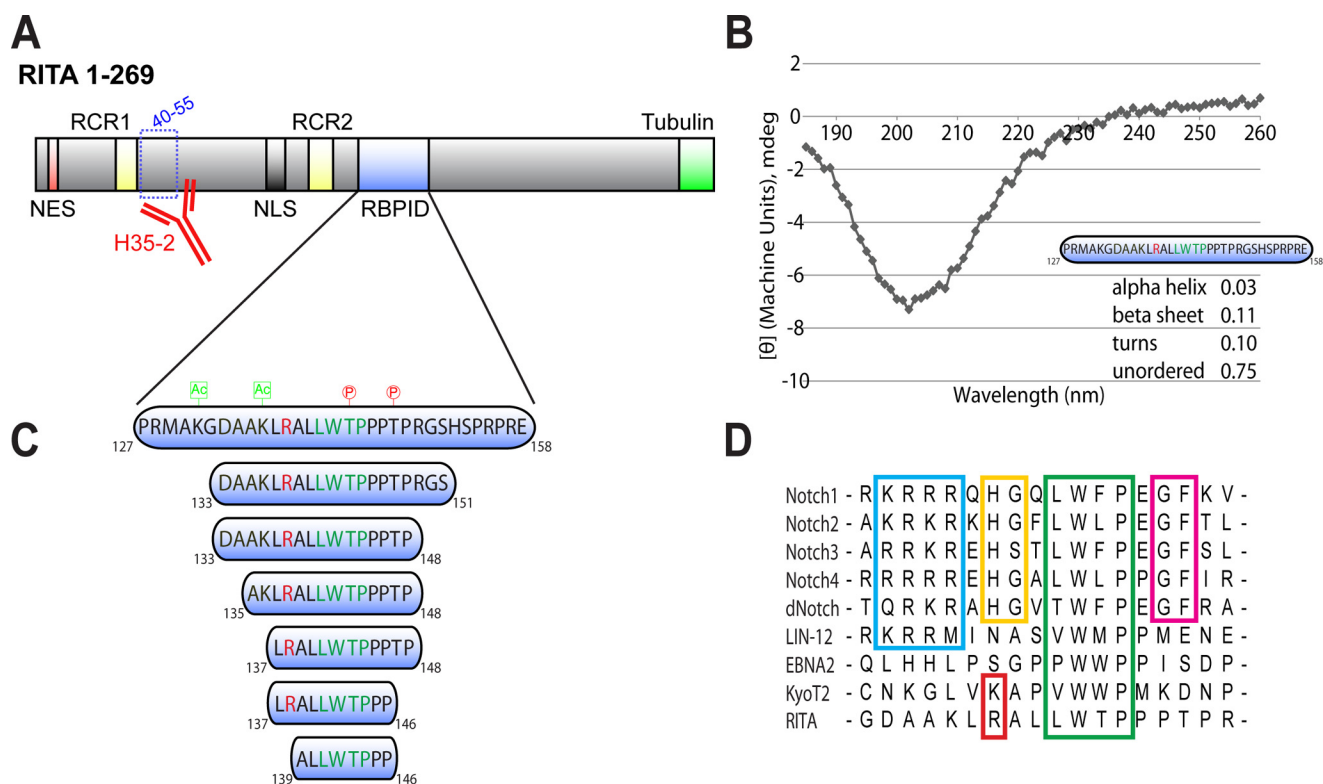 A
RITA 1-269
RCR1
40-55
RCR2
Tubulin
NES
NLS
RBPID
H35-2
B
[θ] (Machine Units), mdeg
2
0
-2
-4
-6
-8
-10
190 200 210 220 230 240 250 260
PRMAKGDAAKLRALLWTPPPTPRGSHSPRPRE
127 158
alpha helix 0.03
beta sheet 0.11
turns 0.10
unordered 0.75
Wavelength (nm)
C
Ac Ac P P
PRMAKGDAAKLRALLWTPPPTPRGSHSPRPRE
127 158
DAAKLRALLWTPPPTPRGS
133 151
DAAKLRALLWTPPPTP
133 148
AKLRALLWTPPPTP
135 148
LRALLWTPPPTP
137 148
LRALLWTPPP
137 146
ALLWTPPP
139 146
D
Notch1 - R K R R R Q H G Q L W F P E G F K V -
Notch2 - A K R K R K H G F L W L P E G F T L -
Notch3 - A R R K R E H S T L W F P E G F S L -
Notch4 - R R R R R E H G A L W L P P G F I R -
dNotch - T Q R K R A H G V T W F P E G F R A -
LIN-12 - R K R R M I N A S V W M P P M E N E -
EBNA2 - Q L H H L P S G P P W W P P I S D P -
KyoT2 - C N K G L V K A P V W W P M K D N P -
RITA - G D A A K L R A L L W T P P P T P R -